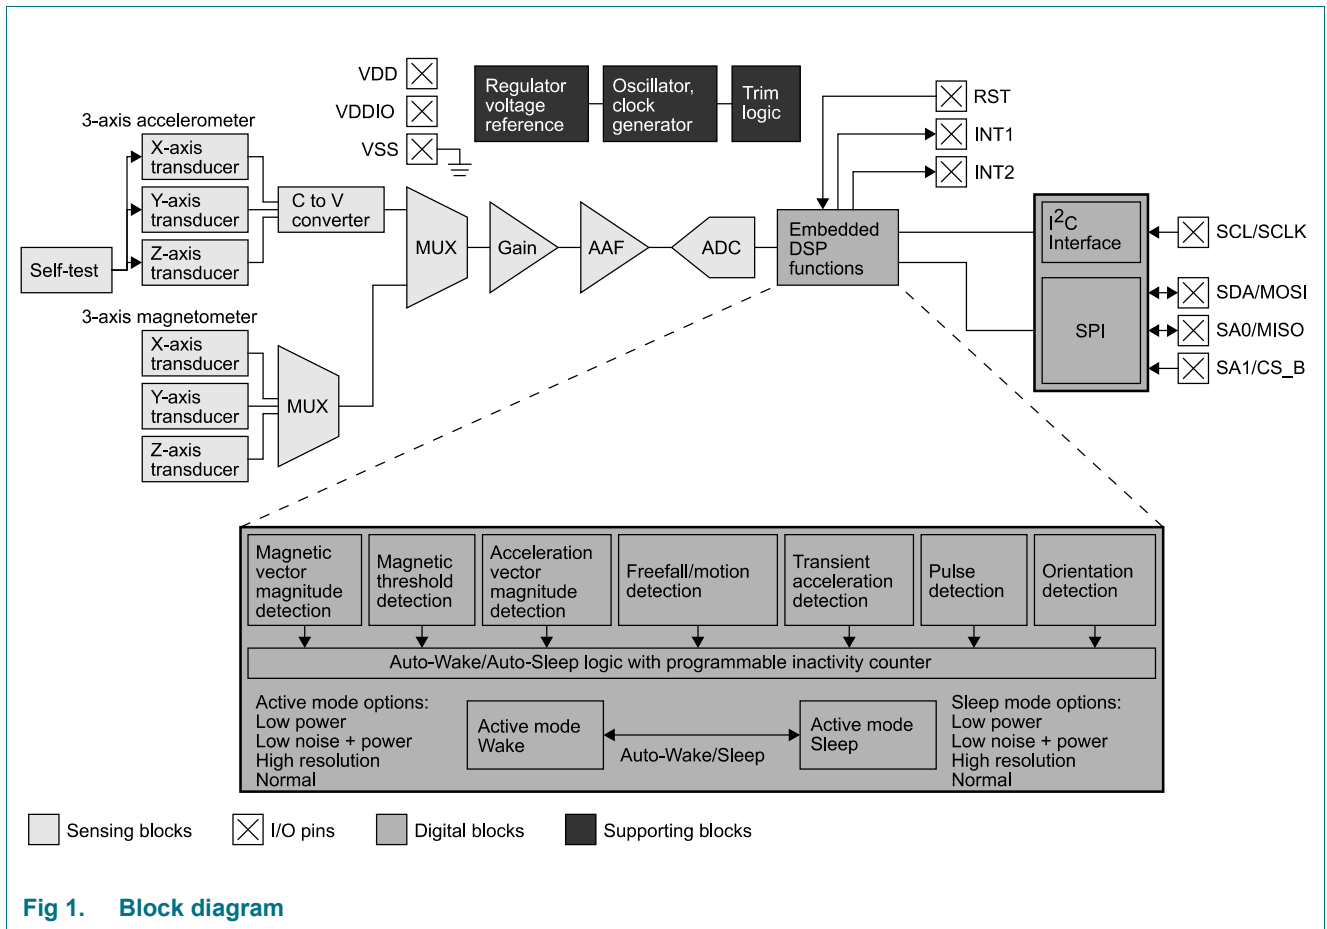 VDD
VDDIO
VSS
Regulator
voltage
reference
Oscillator,
clock
generator
Trim
logic
RST
INT1
INT2
3-axis accelerometer
X-axis
transducer
Y-axis
transducer
Z-axis
transducer
Self-test
C to V
converter
MUX
Gain
AAF
ADC
Embedded
DSP
functions
I2C
Interface
SPI
SCL/SCLK
SDA/MOSI
SA0/MISO
SA1/CS_B
3-axis magnetometer
X-axis
transducer
Y-axis
transducer
Z-axis
transducer
MUX
Magnetic
vector
magnitude
detection
Magnetic
threshold
detection
Acceleration
vector
magnitude
detection
Freefall/motion
detection
Transient
acceleration
detection
Pulse
detection
Orientation
detection
Auto-Wake/Auto-Sleep logic with programmable inactivity counter
Active mode options:
Low power
Low noise + power
High resolution
Normal
Active mode
Wake
Auto-Wake/Sleep
Active mode
Sleep
Sleep mode options:
Low power
Low noise + power
High resolution
Normal
Sensing blocks
I/O pins
Digital blocks
Supporting blocks
Fig 1. Block diagram